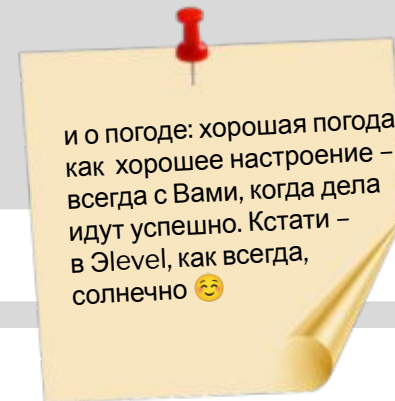 и о погоде: хорошая погода
как хорошее настроение –
всегда с Вами, когда дела
идут успешно. Кстати –
в Эlevel, как всегда,
солнечно ☺